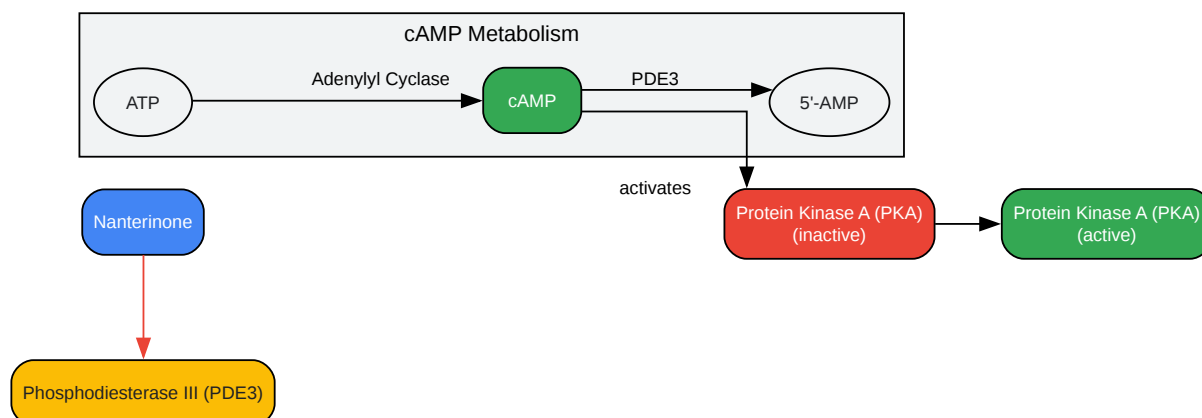 cAMP Metabolism
Adenylyl Cyclase
PDE3
ATP
cAMP
5'-AMP
activates
Nanterinone
Protein Kinase A (PKA)
(inactive)
Protein Kinase A (PKA)
(active)
Phosphodiesterase III (PDE3)